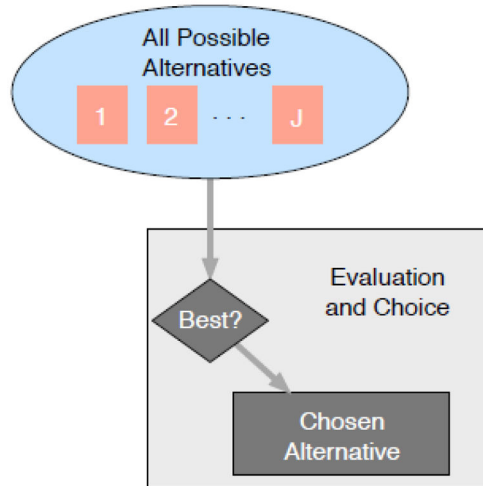 All Possible
Alternatives
1 2 ... J
Evaluation
and Choice
Best?
Chosen
Alternative